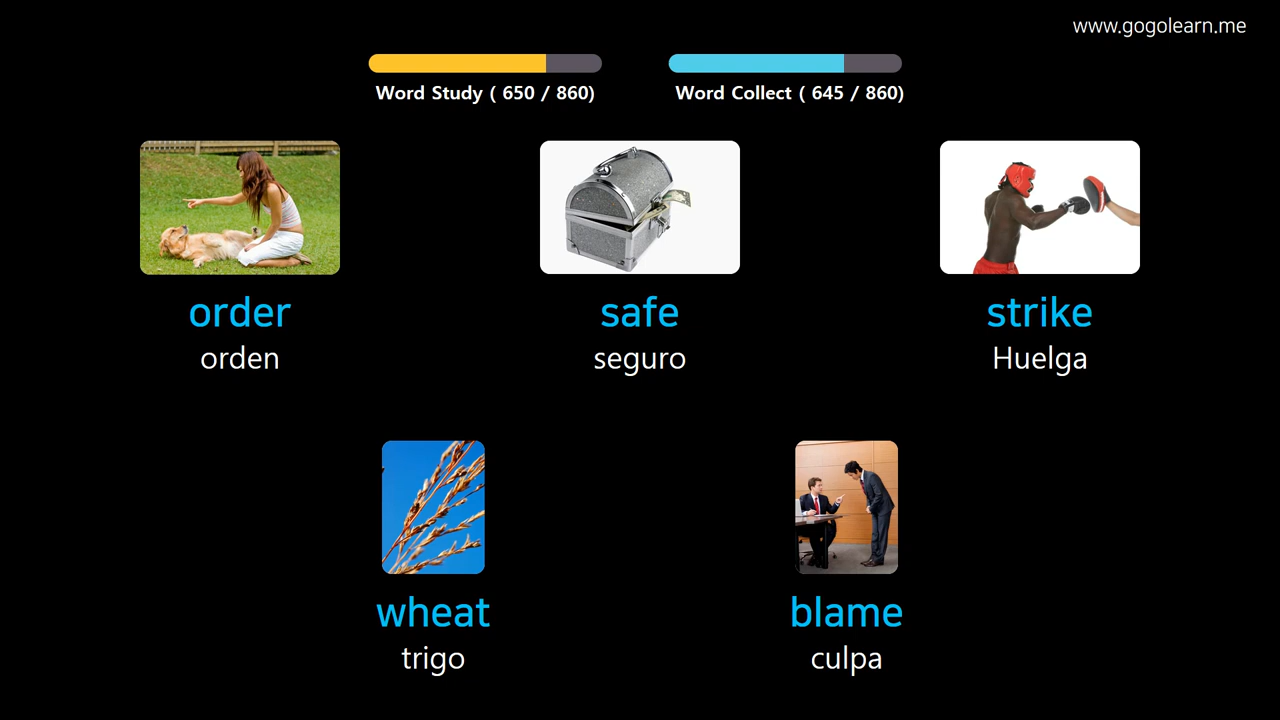 www.gogolearn.me
Word Study ( 650 / 860)
Word Collect ( 645 / 860)
order
orden
safe
seguro
strike
Huelga
wheat
trigo
blame
culpa